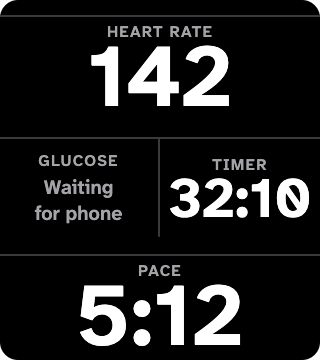 HEART RATE
142
GLUCOSE
Waiting
for phone
TIMER
32:10
PACE
5:12